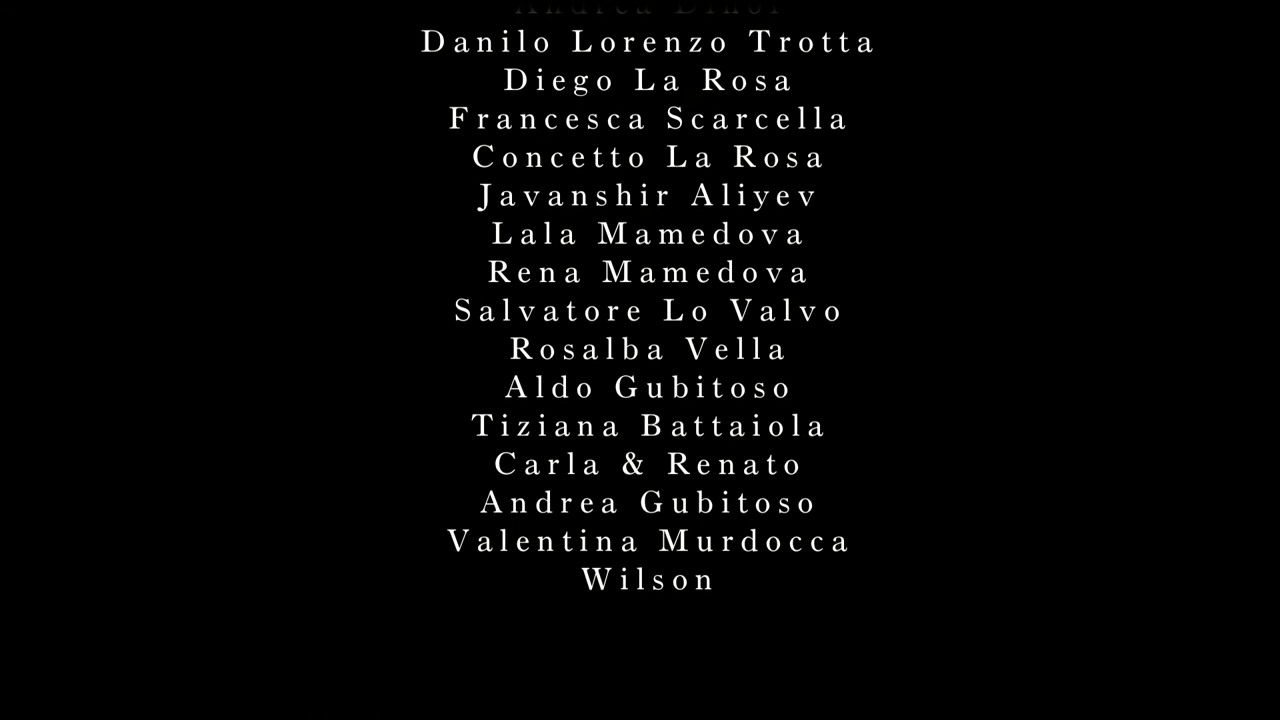 Danilo Lorenzo Trotta
Diego La Rosa
Francesca Scarcella
Concetto La Rosa
Javanshir Aliyev
Lala Mamedova
Rena Mamedova
Salvatore Lo Valvo
Rosalba Vella
Aldo Gubitoso
Tiziana Battaiola
Carla & Renato
Andrea Gubitoso
Valentina Murdocca
Wilson